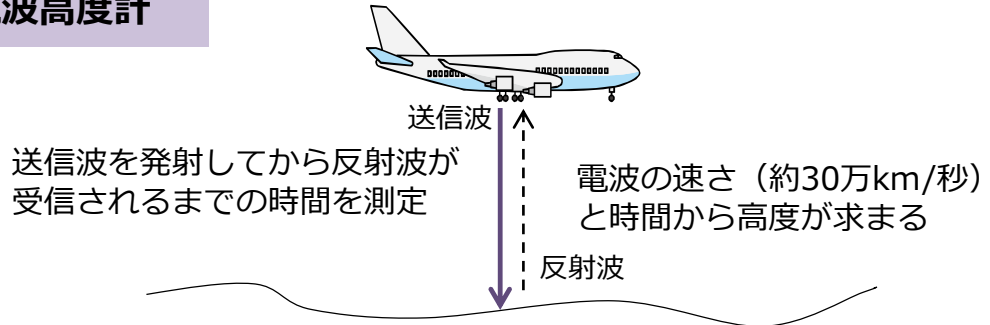 波高度計
送信波
送信波を発射してから反射波が
受信されるまでの時間を測定
電波の速さ（約30万km/秒）
と時間から高度が求まる
反射波